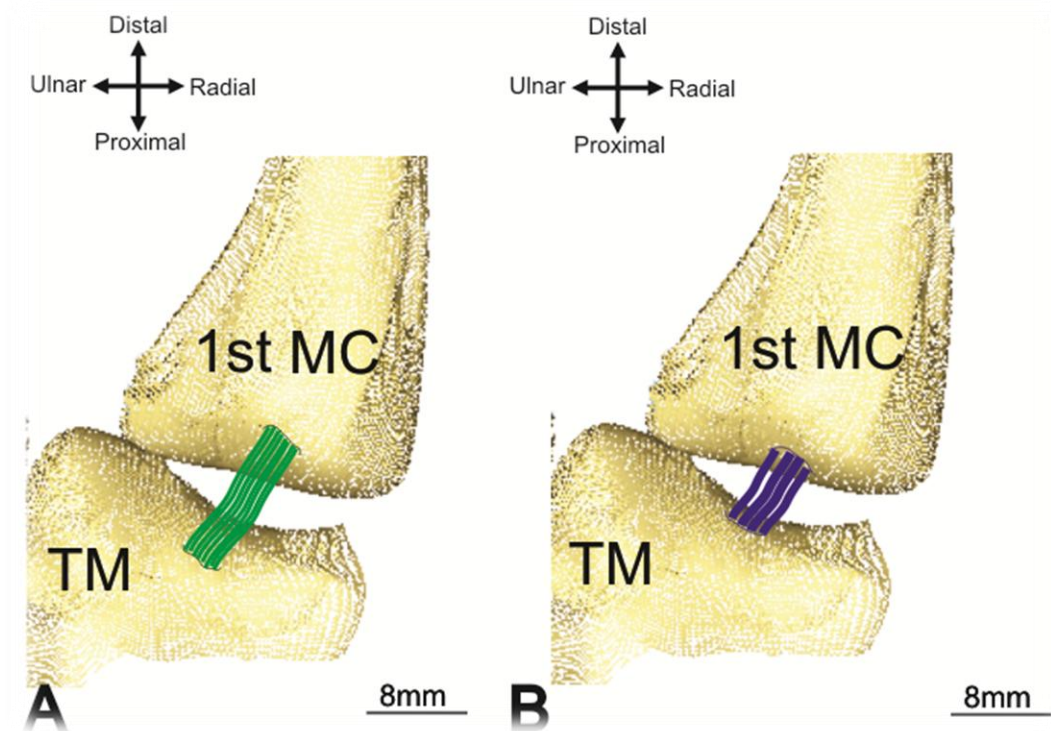 Distal
Ulnar
Radial
Proximal
1st MC
TM
8mm
A
Distal
Ulnar
Radial
Proximal
1st MC
TM
8mm
B